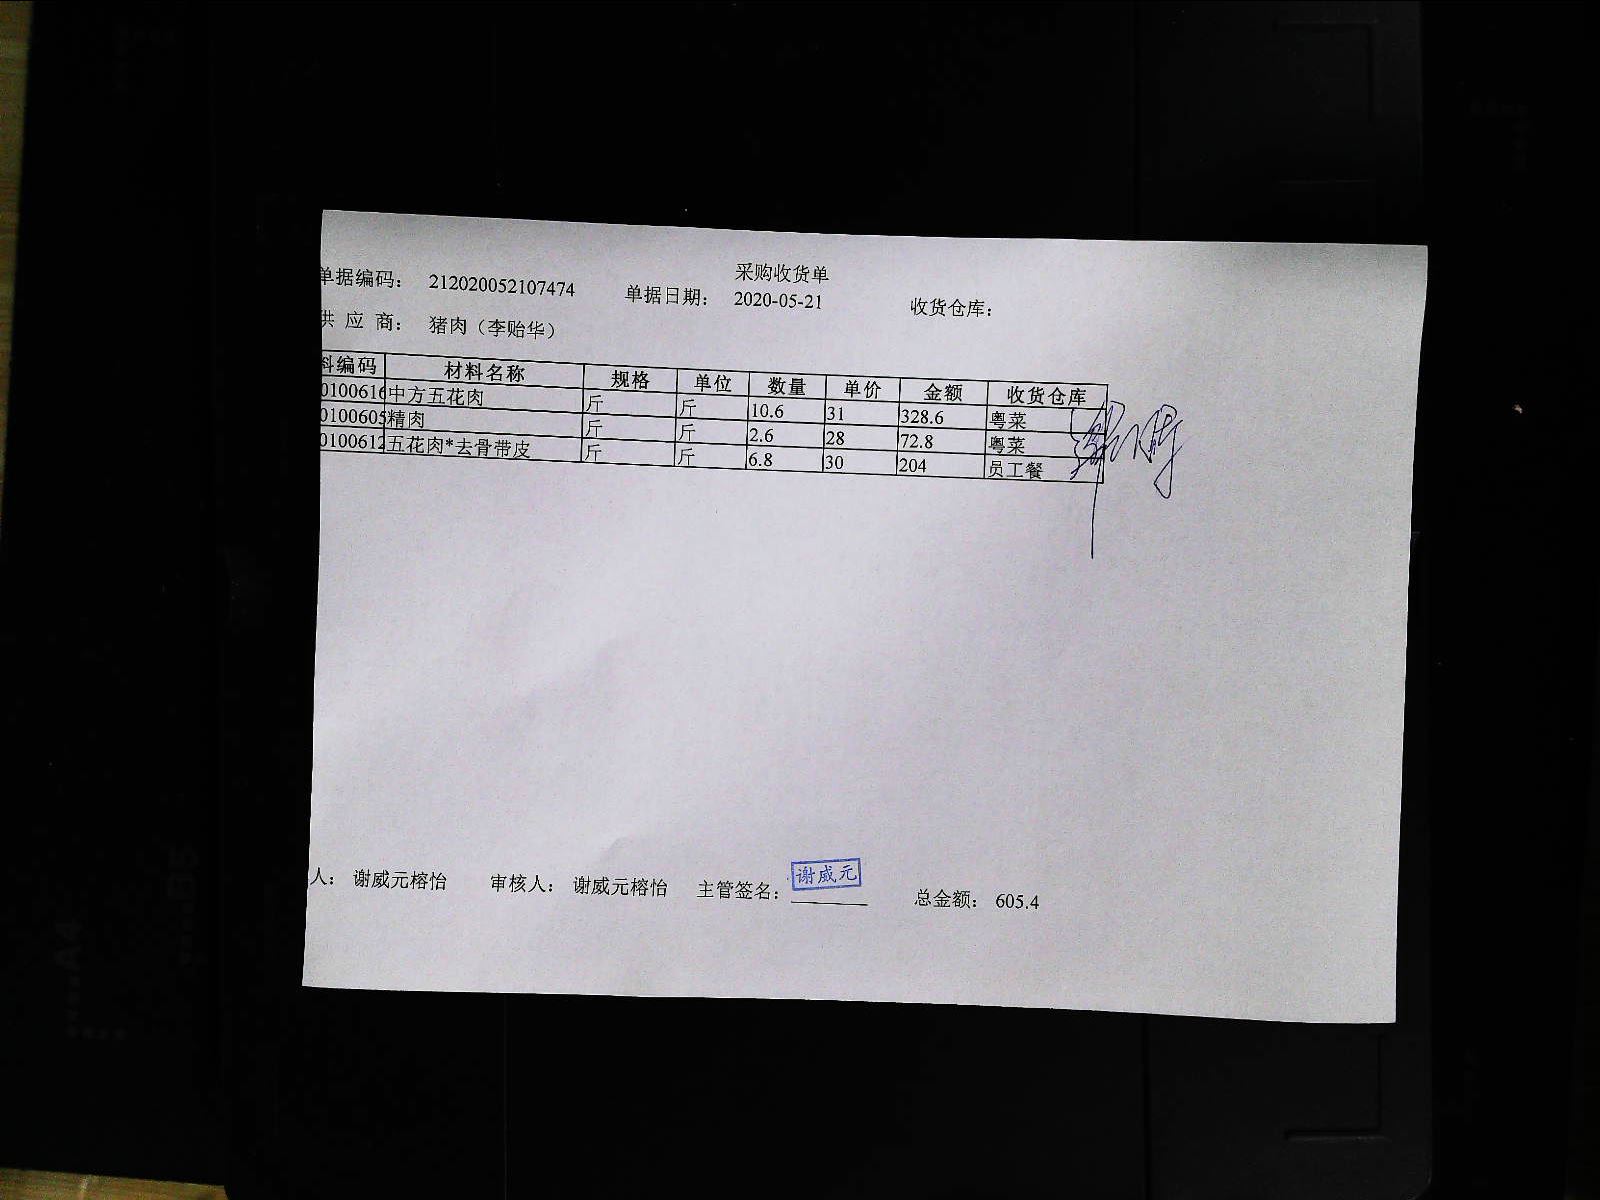 采购收货单
单据编码： 212020052107474 单据日期： 2020-05-21 收货仓库：
供 应 商： 猪肉（李贻华）
料编码 材料名称 规格 单位 数量 单价 金额 收货仓库
0100616 中方五花肉 斤 斤 10.6 31 328.6 粤菜
0100605 精肉 斤 斤 2.6 28 72.8 粤菜
0100612 五花肉*去骨带皮 斤 斤 6.8 30 204 员工餐
人： 谢威元榕怡 审核人： 谢威元榕怡 主管签名： 谢威元 总金额： 605.4